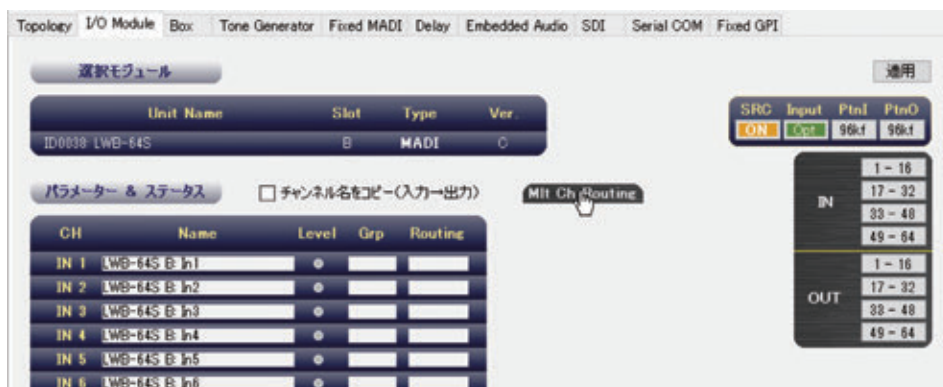 Topology I/O Module Box Tone Generator Fixed MADI Delay Embedded Audio SDI Serial COM Fixed GPI
選択モジュール
適用
Unit Name Slot Type Ver.
ID0038 LWB-64S B MADI C
SRC Input PtnI PtnO
ON Opt 96kf 96kf
パラメーター & ステータス
チャンネル名をコピー(入力→出力)
Mlt Ch Routing
IN
1 - 16
17 - 32
33 - 48
49 - 64
OUT
1 - 16
17 - 32
33 - 48
49 - 64
CH Name Level Grp Routing
IN 1 LWB-64S B: In1
IN 2 LWB-64S B: In2
IN 3 LWB-64S B: In3
IN 4 LWB-64S B: In4
IN 5 LWB-64S B: In5
IN 6 LWB-64S B: In6